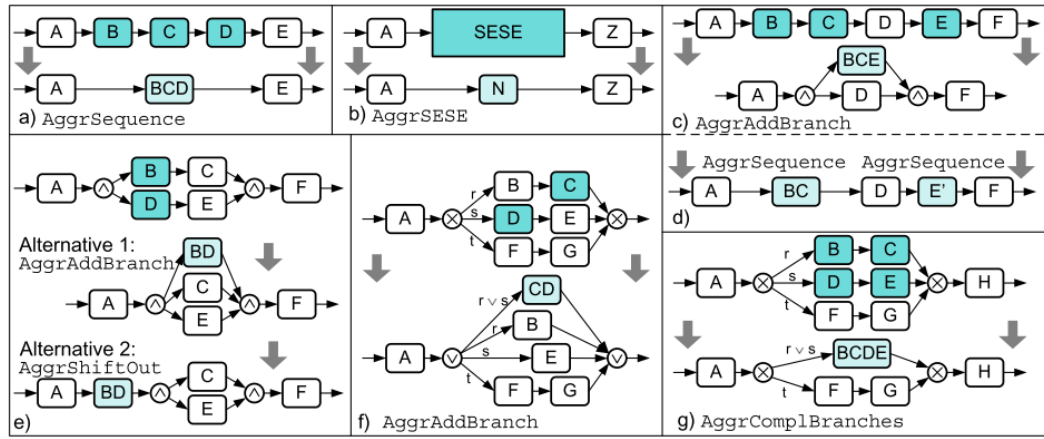 A B C D E
A BCD E
a) AggrSequence
A SESE Z
A N Z
b) AggrSESE
A B C D E F
BCE
A ∧ D ∧ F
c) AggrAddBranch
AggrSequence AggrSequence
A BC D E' F
d)
B C
A ∧ ∧ F
D E
Alternative 1:
AggrAddBranch
BD
C
A ∧ ∧ F
E
Alternative 2:
AggrShiftOut
C
A BD ∧ ∧ F
E
e)
r B C
A × s D E ×
t F G
r ∨ s CD
r B
A ∨ s E ∨
t F G
f) AggrAddBranch
r B C
A × s D E × H
t F G
r ∨ s BCDE
A × × H
t F G
g) AggrComplBranches